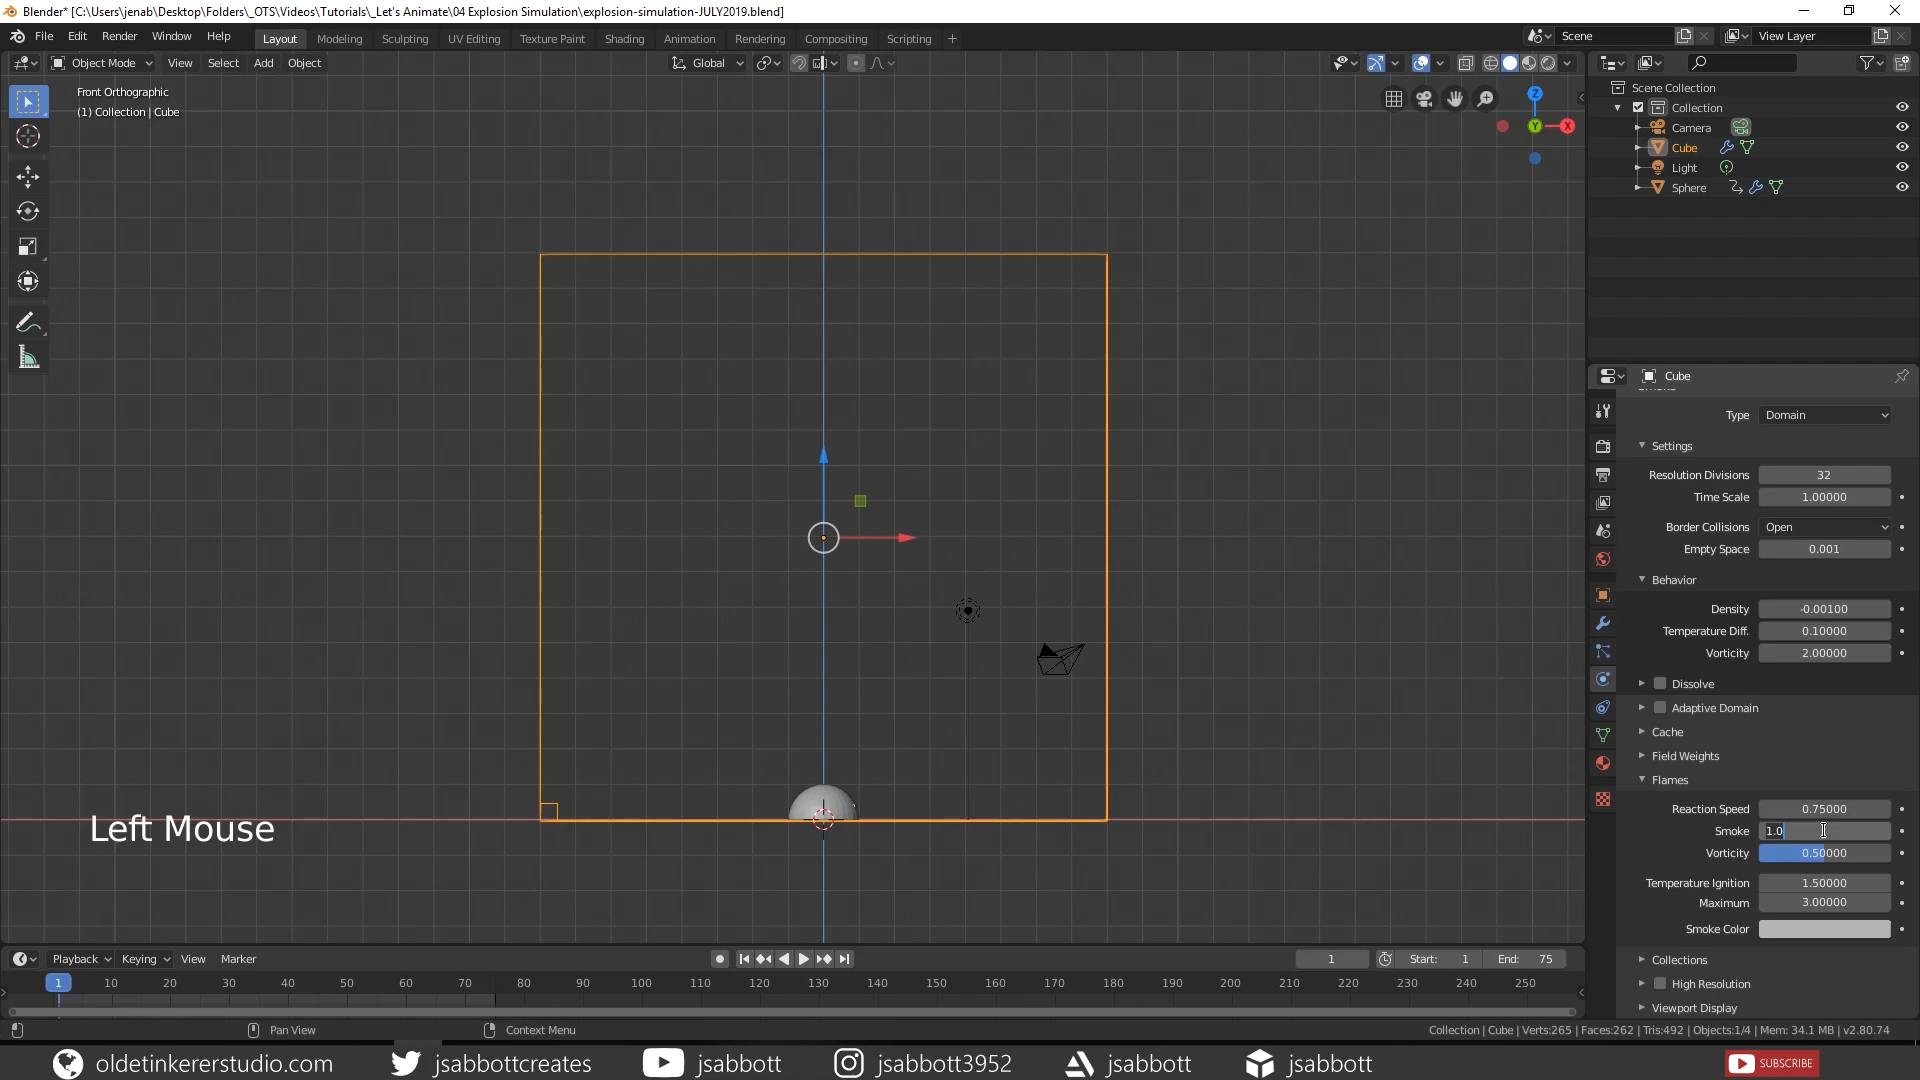 Blender* [C:\Users\jenab\Desktop\Folders\_OTS\Videos\Tutorials\_Let's Animate\04 Explosion Simulation\explosion-simulation-JULY2019.blend]
File Edit Render Window Help Layout Modeling Sculpting UV Editing Texture Paint Shading Animation Rendering Compositing Scripting + Scene View Layer
Object Mode View Select Add Object Global
Front Orthographic
(1) Collection | Cube
Z
Y X
Scene Collection
Collection
Camera
Cube
Light
Sphere
Cube
Type Domain
Settings
Resolution Divisions 32
Time Scale 1.00000
Border Collisions Open
Empty Space 0.001
Behavior
Density -0.00100
Temperature Diff. 0.10000
Vorticity 2.00000
Dissolve
Adaptive Domain
Cache
Field Weights
Flames
Reaction Speed 0.75000
Smoke 1.0
Vorticity 0.50000
Temperature Ignition 1.50000
Maximum 3.00000
Smoke Color
Collections
High Resolution
Viewport Display
Left Mouse
Playback Keying View Marker 1 Start: 1 End: 75
1 10 20 30 40 50 60 70 80 90 100 110 120 130 140 150 160 170 180 190 200 210 220 230 240 250
Pan View Context Menu Collection | Cube | Verts:265 | Faces:262 | Tris:492 | Objects:1/4 | Mem: 34.1 MB | v2.80.74
oldetinkererstudio.com jsabbottcreates jsabbott jsabbott3952 jsabbott jsabbott SUBSCRIBE